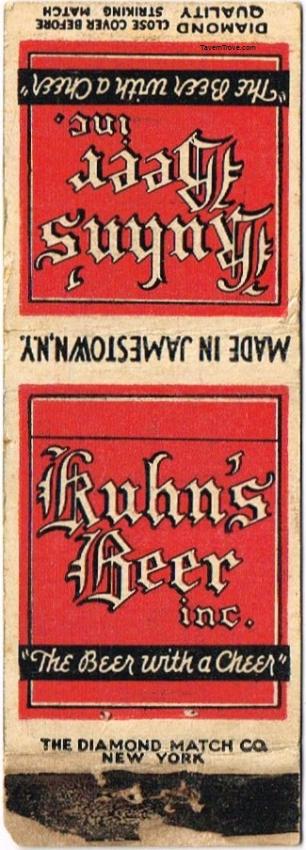 DIAMOND QUALITY
CLOSE COVER BEFORE STRIKING MATCH
TavernTrove.com
"The Beer with a Cheer"
Kuhn's
Beer
inc.
MADE IN JAMESTOWN, N.Y.
Kuhn's
Beer
inc.
"The Beer with a Cheer"
THE DIAMOND MATCH CO.
NEW YORK